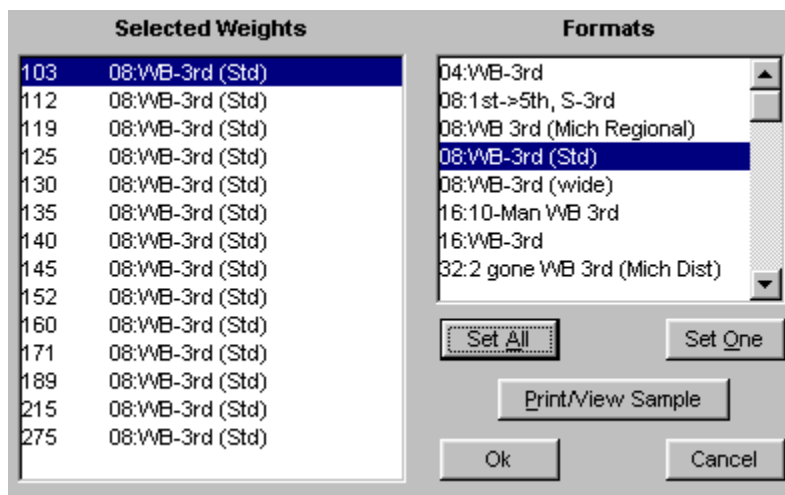 Selected Weights
103 08:WB-3rd (Std)
112 08:WB-3rd (Std)
119 08:WB-3rd (Std)
125 08:WB-3rd (Std)
130 08:WB-3rd (Std)
135 08:WB-3rd (Std)
140 08:WB-3rd (Std)
145 08:WB-3rd (Std)
152 08:WB-3rd (Std)
160 08:WB-3rd (Std)
171 08:WB-3rd (Std)
189 08:WB-3rd (Std)
215 08:WB-3rd (Std)
275 08:WB-3rd (Std)
Formats
04:WB-3rd
08:1st->5th, S-3rd
08:WB 3rd (Mich Regional)
08:WB-3rd (Std)
08:WB-3rd (wide)
16:10-Man WB 3rd
16:WB-3rd
32:2 gone WB 3rd (Mich Dist)
Set All
Set One
Print/View Sample
Ok
Cancel